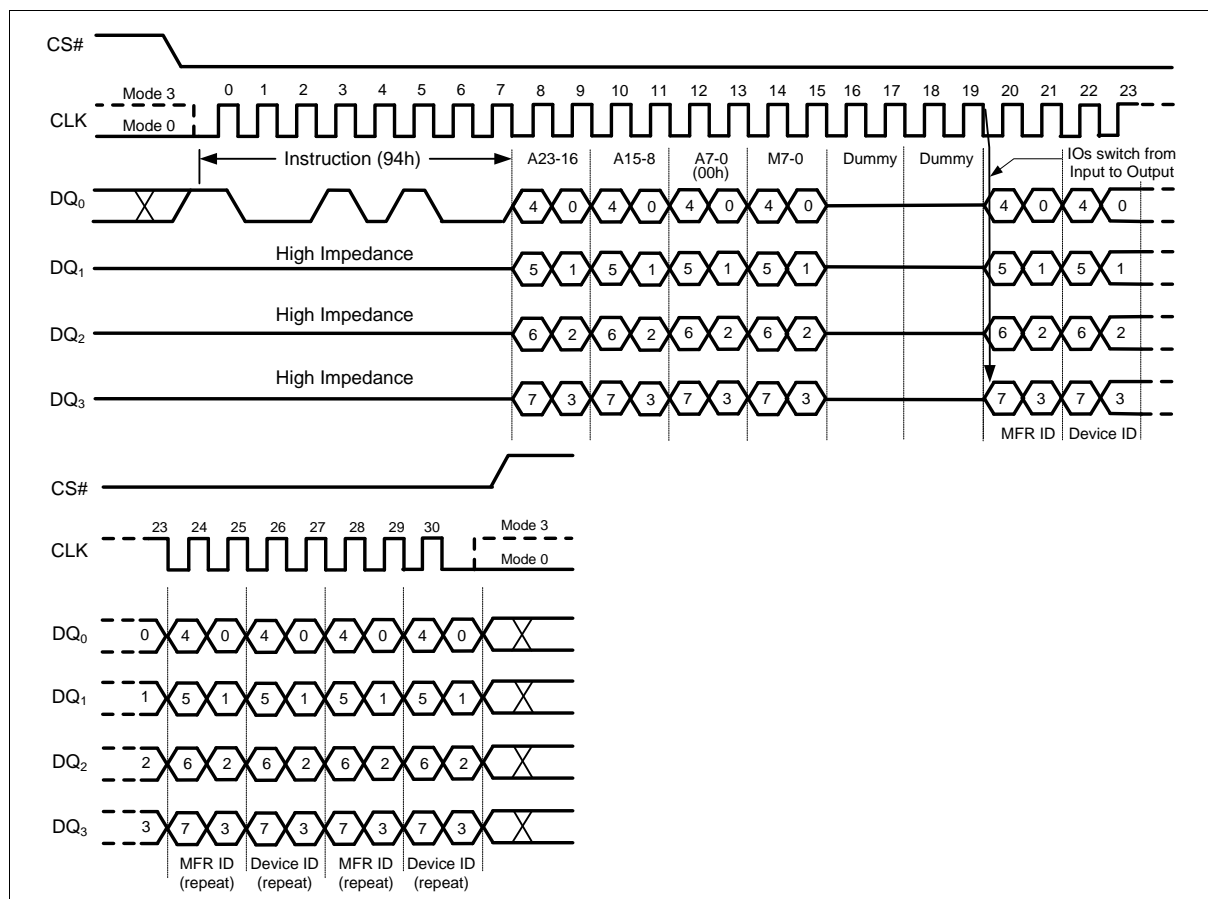 CS#
Mode 3 0 1 2 3 4 5 6 7 8 9 10 11 12 13 14 15 16 17 18 19 20 21 22 23
CLK
Mode 0
Instruction (94h) A23-16 A15-8 A7-0 M7-0 Dummy Dummy IOs switch from
(00h) Input to Output
DQ0 4 0 4 0 4 0 4 0 4 0 4 0
High Impedance
DQ1 5 1 5 1 5 1 5 1 5 1 5 1
High Impedance
DQ2 6 2 6 2 6 2 6 2 6 2 6 2
High Impedance
DQ3 7 3 7 3 7 3 7 3 7 3 7 3
MFR ID Device ID
CS#
23 24 25 26 27 28 29 30 Mode 3
CLK
Mode 0
DQ0 0 4 0 4 0 4 0 4 0
DQ1 1 5 1 5 1 5 1 5 1
DQ2 2 6 2 6 2 6 2 6 2
DQ3 3 7 3 7 3 7 3 7 3
MFR ID Device ID MFR ID Device ID
(repeat) (repeat) (repeat) (repeat)